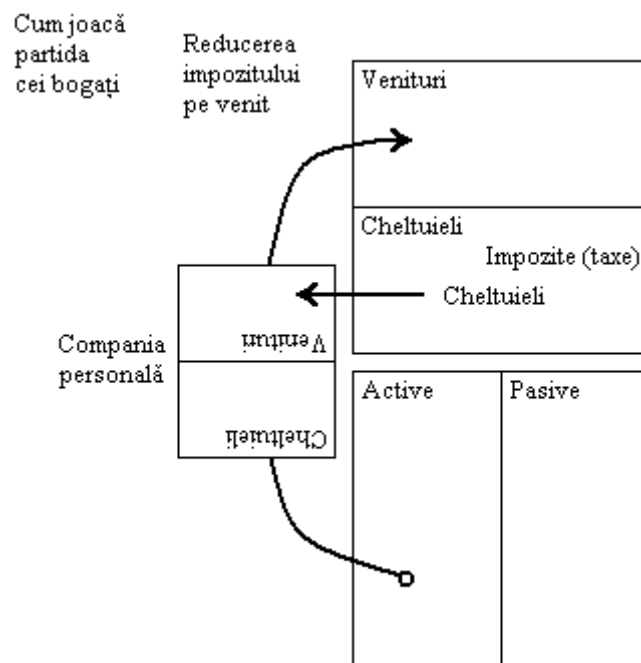 Cum joacă
partida
cei bogați
Reducerea
impozitului
pe venit
Venituri
Cheltuieli
Impozite (taxe)
Cheltuieli
Compania
personală
Venituri
Cheltuieli
Active
Pasive